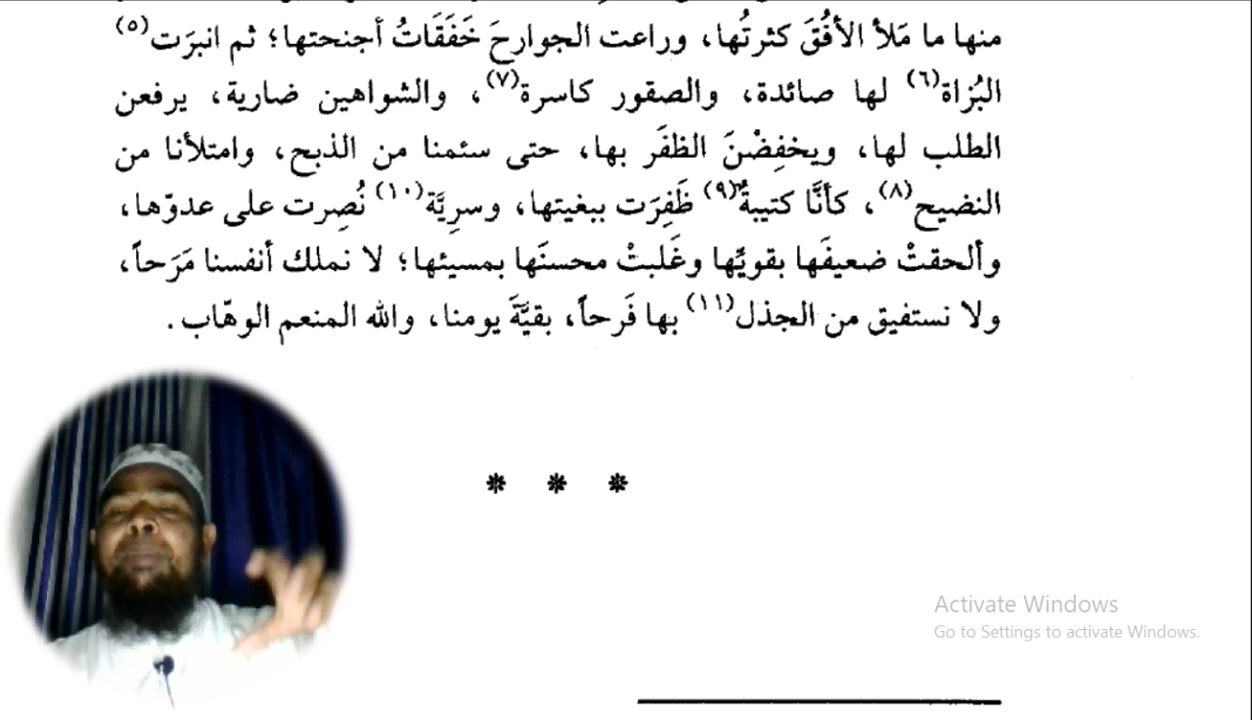 منها ما مَلأ الأفُقَ كثرتُها، وراعت الجوارحَ خَفَقَاتُ أجنحتها؛ ثم انبرَت(٥)
البُزاة(٦) لها صائدة، والصقور كاسرة(٧)، والشواهين ضارية، يرفعن
الطلب لها، ويخفِضْنَ الظفَر بها، حتى سئمنا من الذبح، وامتلأنا من
النضيح(٨)، كأنَّا كتيبةٌ(٩) ظَفِرَت ببغيتها، وسرِيَّة(١٠) نُصِرت على عدوّها،
وألحقتْ ضعيفَها بقويِّها وغَلبتْ محسنَها بمسيئها؛ لا نملك أنفسنا مَرَحاً،
ولا نستفيق من الجذل(١١) بها فَرحاً، بقيَّةَ يومنا، والله المنعم الوهّاب.
* * *
Activate Windows
Go to Settings to activate Windows.